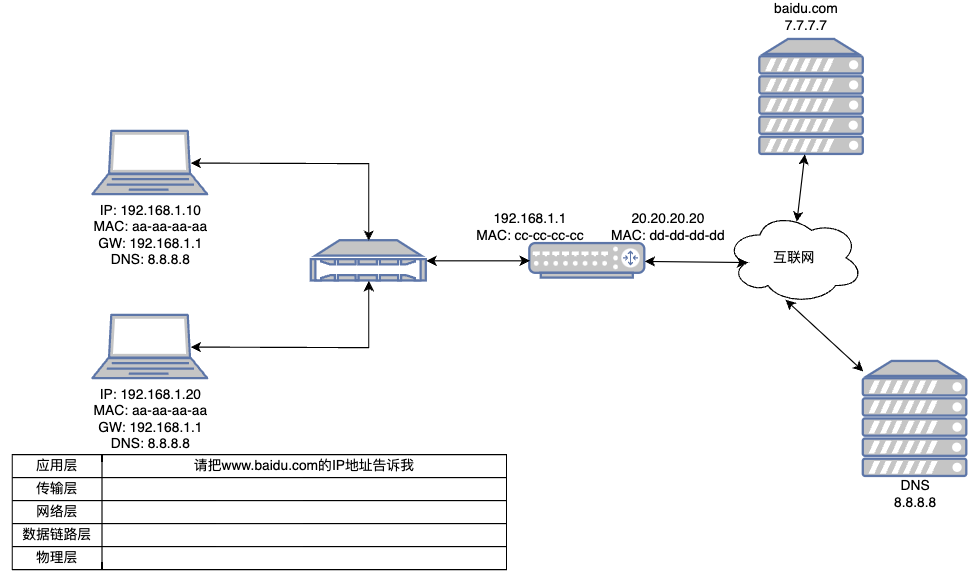 baidu.com
7.7.7.7
IP: 192.168.1.10
MAC: aa-aa-aa-aa
GW: 192.168.1.1
DNS: 8.8.8.8
192.168.1.1
MAC: cc-cc-cc-cc
20.20.20.20
MAC: dd-dd-dd-dd
互联网
IP: 192.168.1.20
MAC: aa-aa-aa-aa
GW: 192.168.1.1
DNS: 8.8.8.8
DNS
8.8.8.8
应用层 请把www.baidu.com的IP地址告诉我
传输层
网络层
数据链路层
物理层